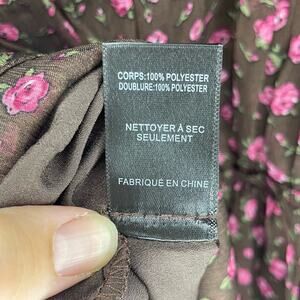 CORPS:100% POLYESTER
DOUBLURE:100% POLYESTER
NETTOYER À SEC
SEULEMENT
FABRIQUÉ EN CHINE